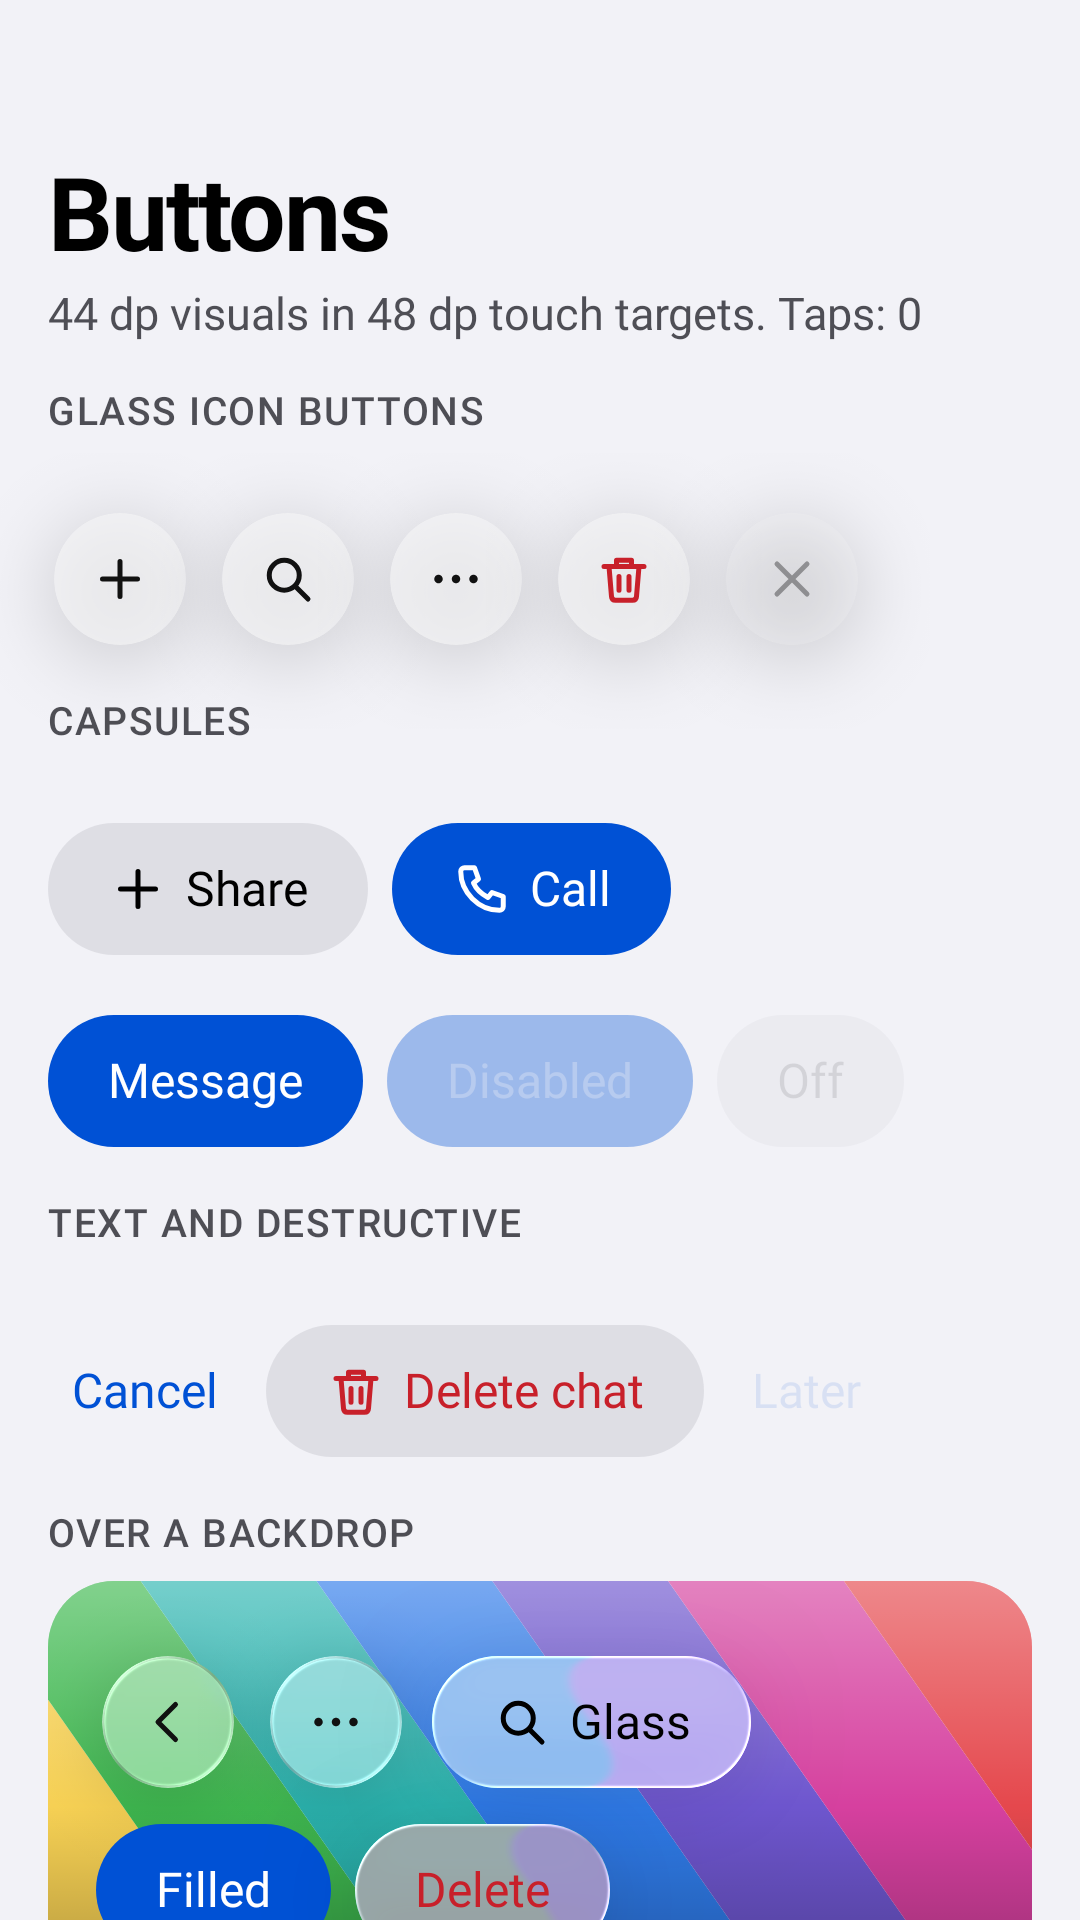 Buttons
44 dp visuals in 48 dp touch targets. Taps: 0
GLASS ICON BUTTONS
CAPSULES
Share Call
Message Disabled Off
TEXT AND DESTRUCTIVE
Cancel Delete chat Later
OVER A BACKDROP
Glass
Filled Delete